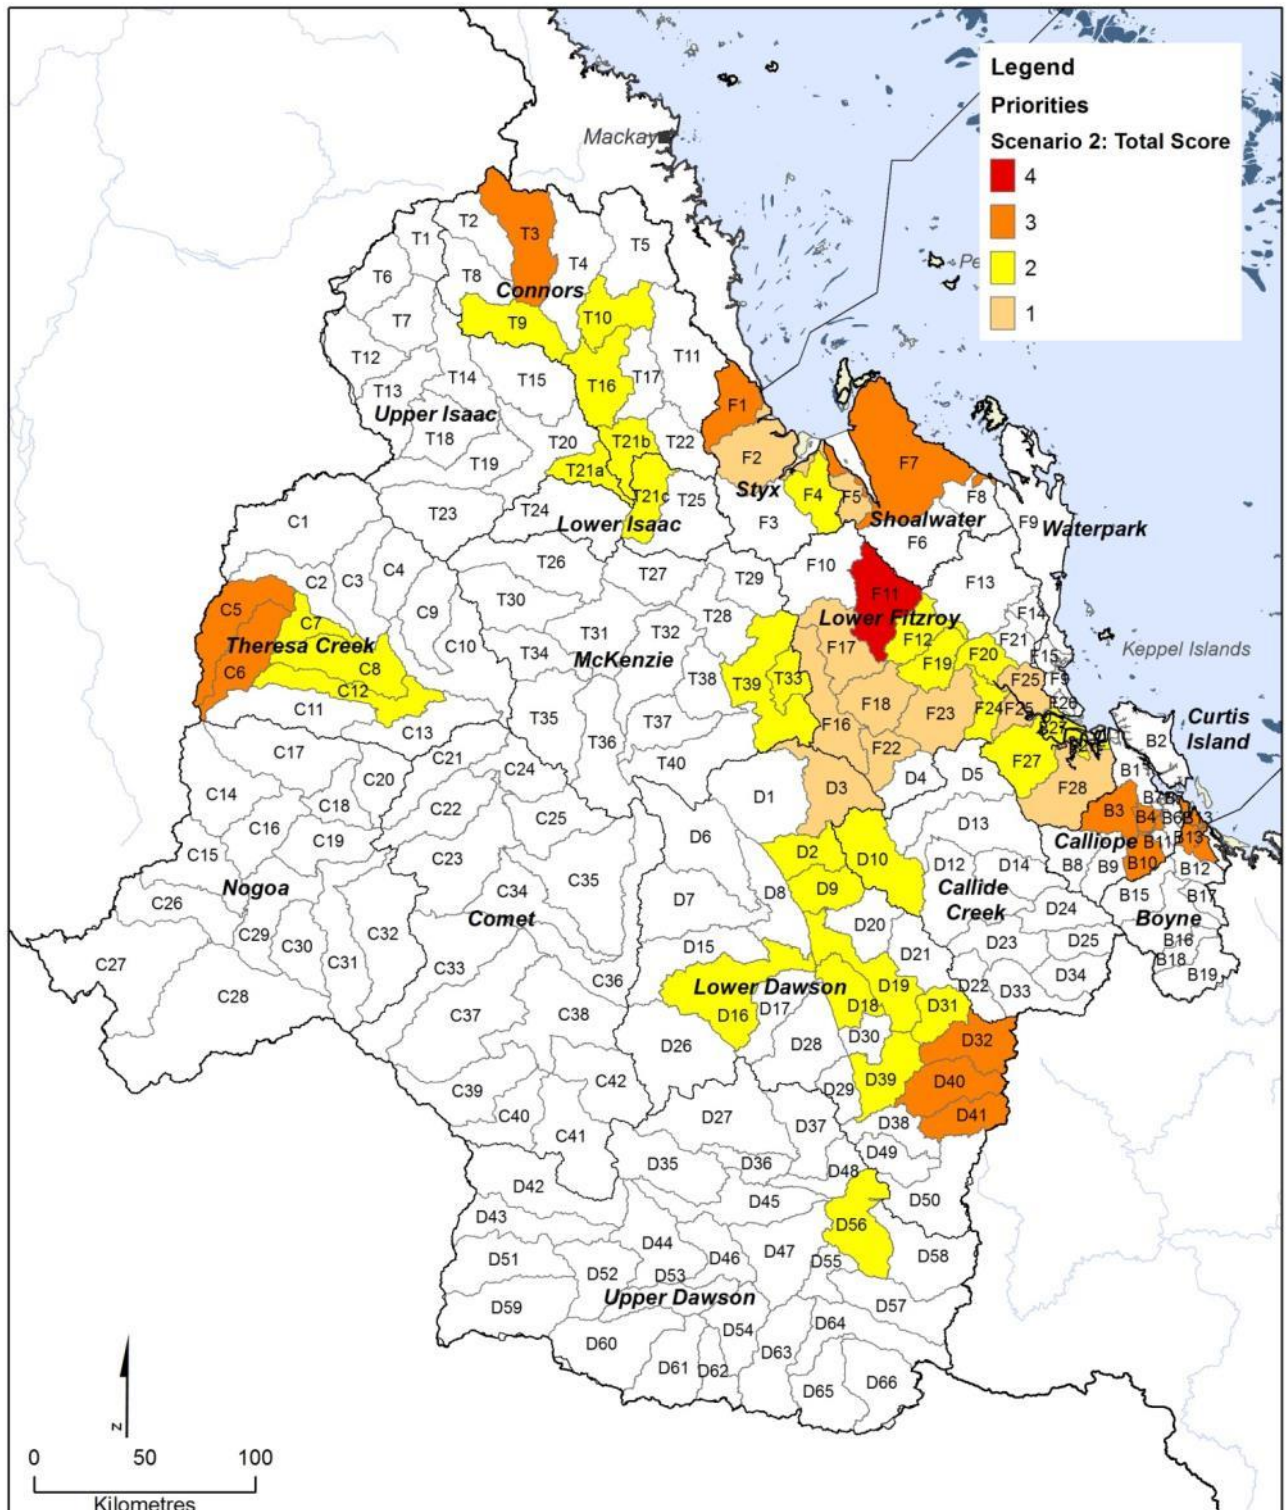 Legend
Priorities
Scenario 2: Total Score
4
3
2
1
Mackay
Pe
T1
T2
T3
T4
T5
T6
T8
Connors
T7
T9
T10
T11
T12
T13
T14
T15
T16
T17
Upper Isaac
T18
T19
T20
T21a
T21b
T21c
T22
T23
T24
T25
Lower Isaac
F1
F2
Styx
F3
F4
F5
F7
F8
Shoalwater
F6
F9
Waterpark
C1
C2
C3
C4
C5
C6
C7
C8
C9
C10
C11
C12
C13
Theresa Creek
T26
T27
T28
T29
T30
T31
T32
McKenzie
T33
T34
T35
T36
T37
T38
T39
T40
F10
F11
Lower Fitzroy
F12
F13
F14
F15
F16
F17
F18
F19
F20
F21
F22
F23
F24
F25
F25
F9
F26
F27
F27
F28
Keppel Islands
Curtis
Island
B2
B3
B4
B13
B13
B11
B10
Calliope
B8
B9
B12
B15
B17
Boyne
B16
B18
B19
C14
C15
C16
C17
C18
C19
C20
C21
C22
C23
C24
C25
Nogoa
C26
C27
C28
C29
C30
C31
C32
C33
C34
C35
Comet
C36
C37
C38
C39
C40
C41
C42
D1
D2
D3
D4
D5
D6
D7
D8
D9
D10
D12
D13
D14
Callide
Creek
D15
D16
D17
Lower Dawson
D18
D19
D20
D21
D22
D23
D24
D25
D26
D27
D28
D29
D30
D31
D32
D33
D34
D35
D36
D37
D38
D39
D40
D41
D42
D43
D44
D45
D46
D47
D48
D49
D50
D51
D52
D53
Upper Dawson
D54
D55
D56
D57
D58
D59
D60
D61
D62
D63
D64
D65
D66
N
0 50 100
Kilometres